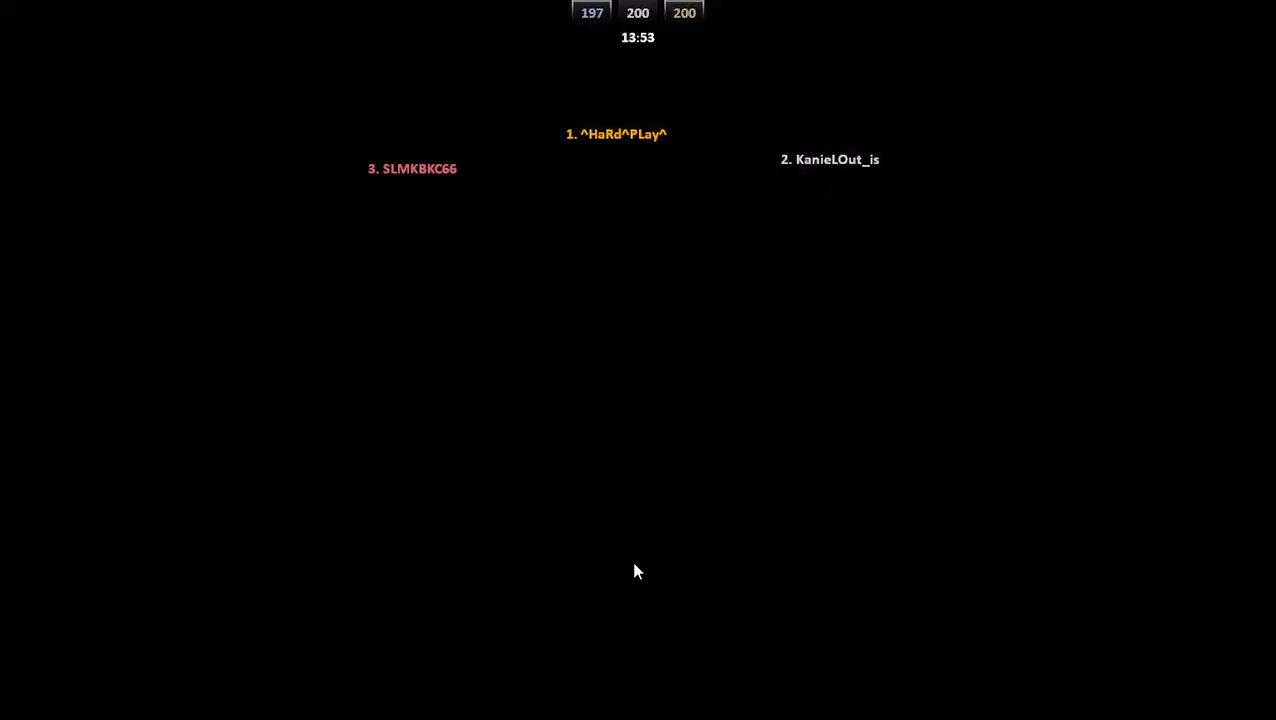 197 200 200
13:53
1. ^HaRd^PLay^
2. KanieLOut_is
3. SLMKBKC66